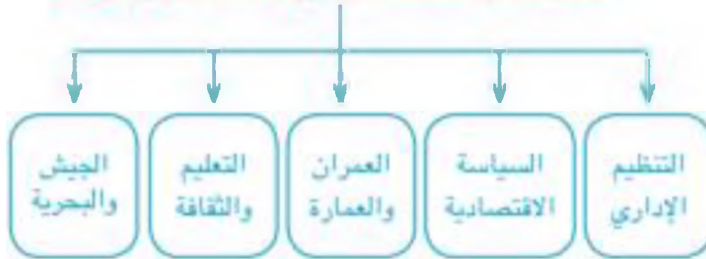 التنظيم
الإداري
السياسة
الاقتصادية
العمران
والعمارة
التعليم
والثقافة
الجيش
والبحرية